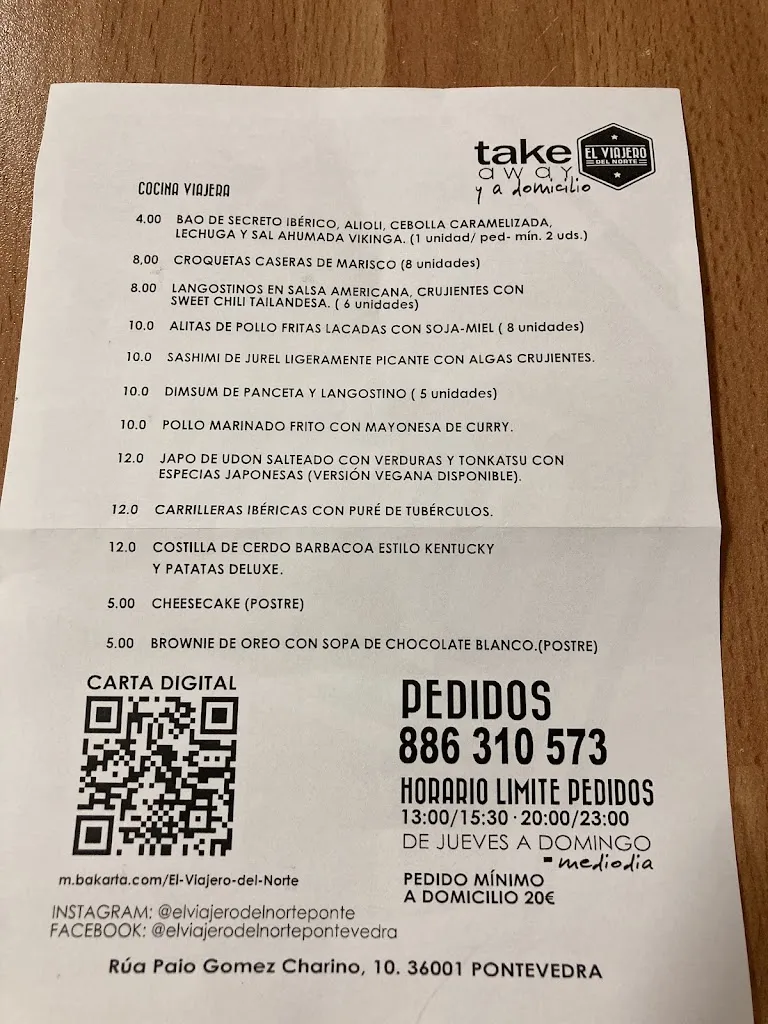 take
away
y a domicilio
EL VIAJERO
DEL NORTE
COCINA VIAJERA
4.00 BAO DE SECRETO IBÉRICO, ALIOLI, CEBOLLA CARAMELIZADA,
LECHUGA Y SAL AHUMADA VIKINGA. (1 unidad/ ped- mín. 2 uds.)
8,00 CROQUETAS CASERAS DE MARISCO (8 unidades)
8.00 LANGOSTINOS EN SALSA AMERICANA, CRUJIENTES CON
SWEET CHILI TAILANDESA. ( 6 unidades)
10.0 ALITAS DE POLLO FRITAS LACADAS CON SOJA-MIEL ( 8 unidades)
10.0 SASHIMI DE JUREL LIGERAMENTE PICANTE CON ALGAS CRUJIENTES.
10.0 DIMSUM DE PANCETA Y LANGOSTINO ( 5 unidades)
10.0 POLLO MARINADO FRITO CON MAYONESA DE CURRY.
12.0 JAPO DE UDON SALTEADO CON VERDURAS Y TONKATSU CON
ESPECIAS JAPONESAS (VERSIÓN VEGANA DISPONIBLE).
12.0 CARRILLERAS IBÉRICAS CON PURÉ DE TUBÉRCULOS.
12.0 COSTILLA DE CERDO BARBACOA ESTILO KENTUCKY
Y PATATAS DELUXE.
5.00 CHEESECAKE (POSTRE)
5.00 BROWNIE DE OREO CON SOPA DE CHOCOLATE BLANCO.(POSTRE)
CARTA DIGITAL
m.bakarta.com/El-Viajero-del-Norte
PEDIDOS
886 310 573
HORARIO LIMITE PEDIDOS
13:00/15:30 · 20:00/23:00
DE JUEVES A DOMINGO
- mediodia
PEDIDO MÍNIMO
A DOMICILIO 20€
INSTAGRAM: @elviajerodelnorteponte
FACEBOOK: @elviajerodelnortepontevedra
Rúa Paio Gomez Charino, 10. 36001 PONTEVEDRA